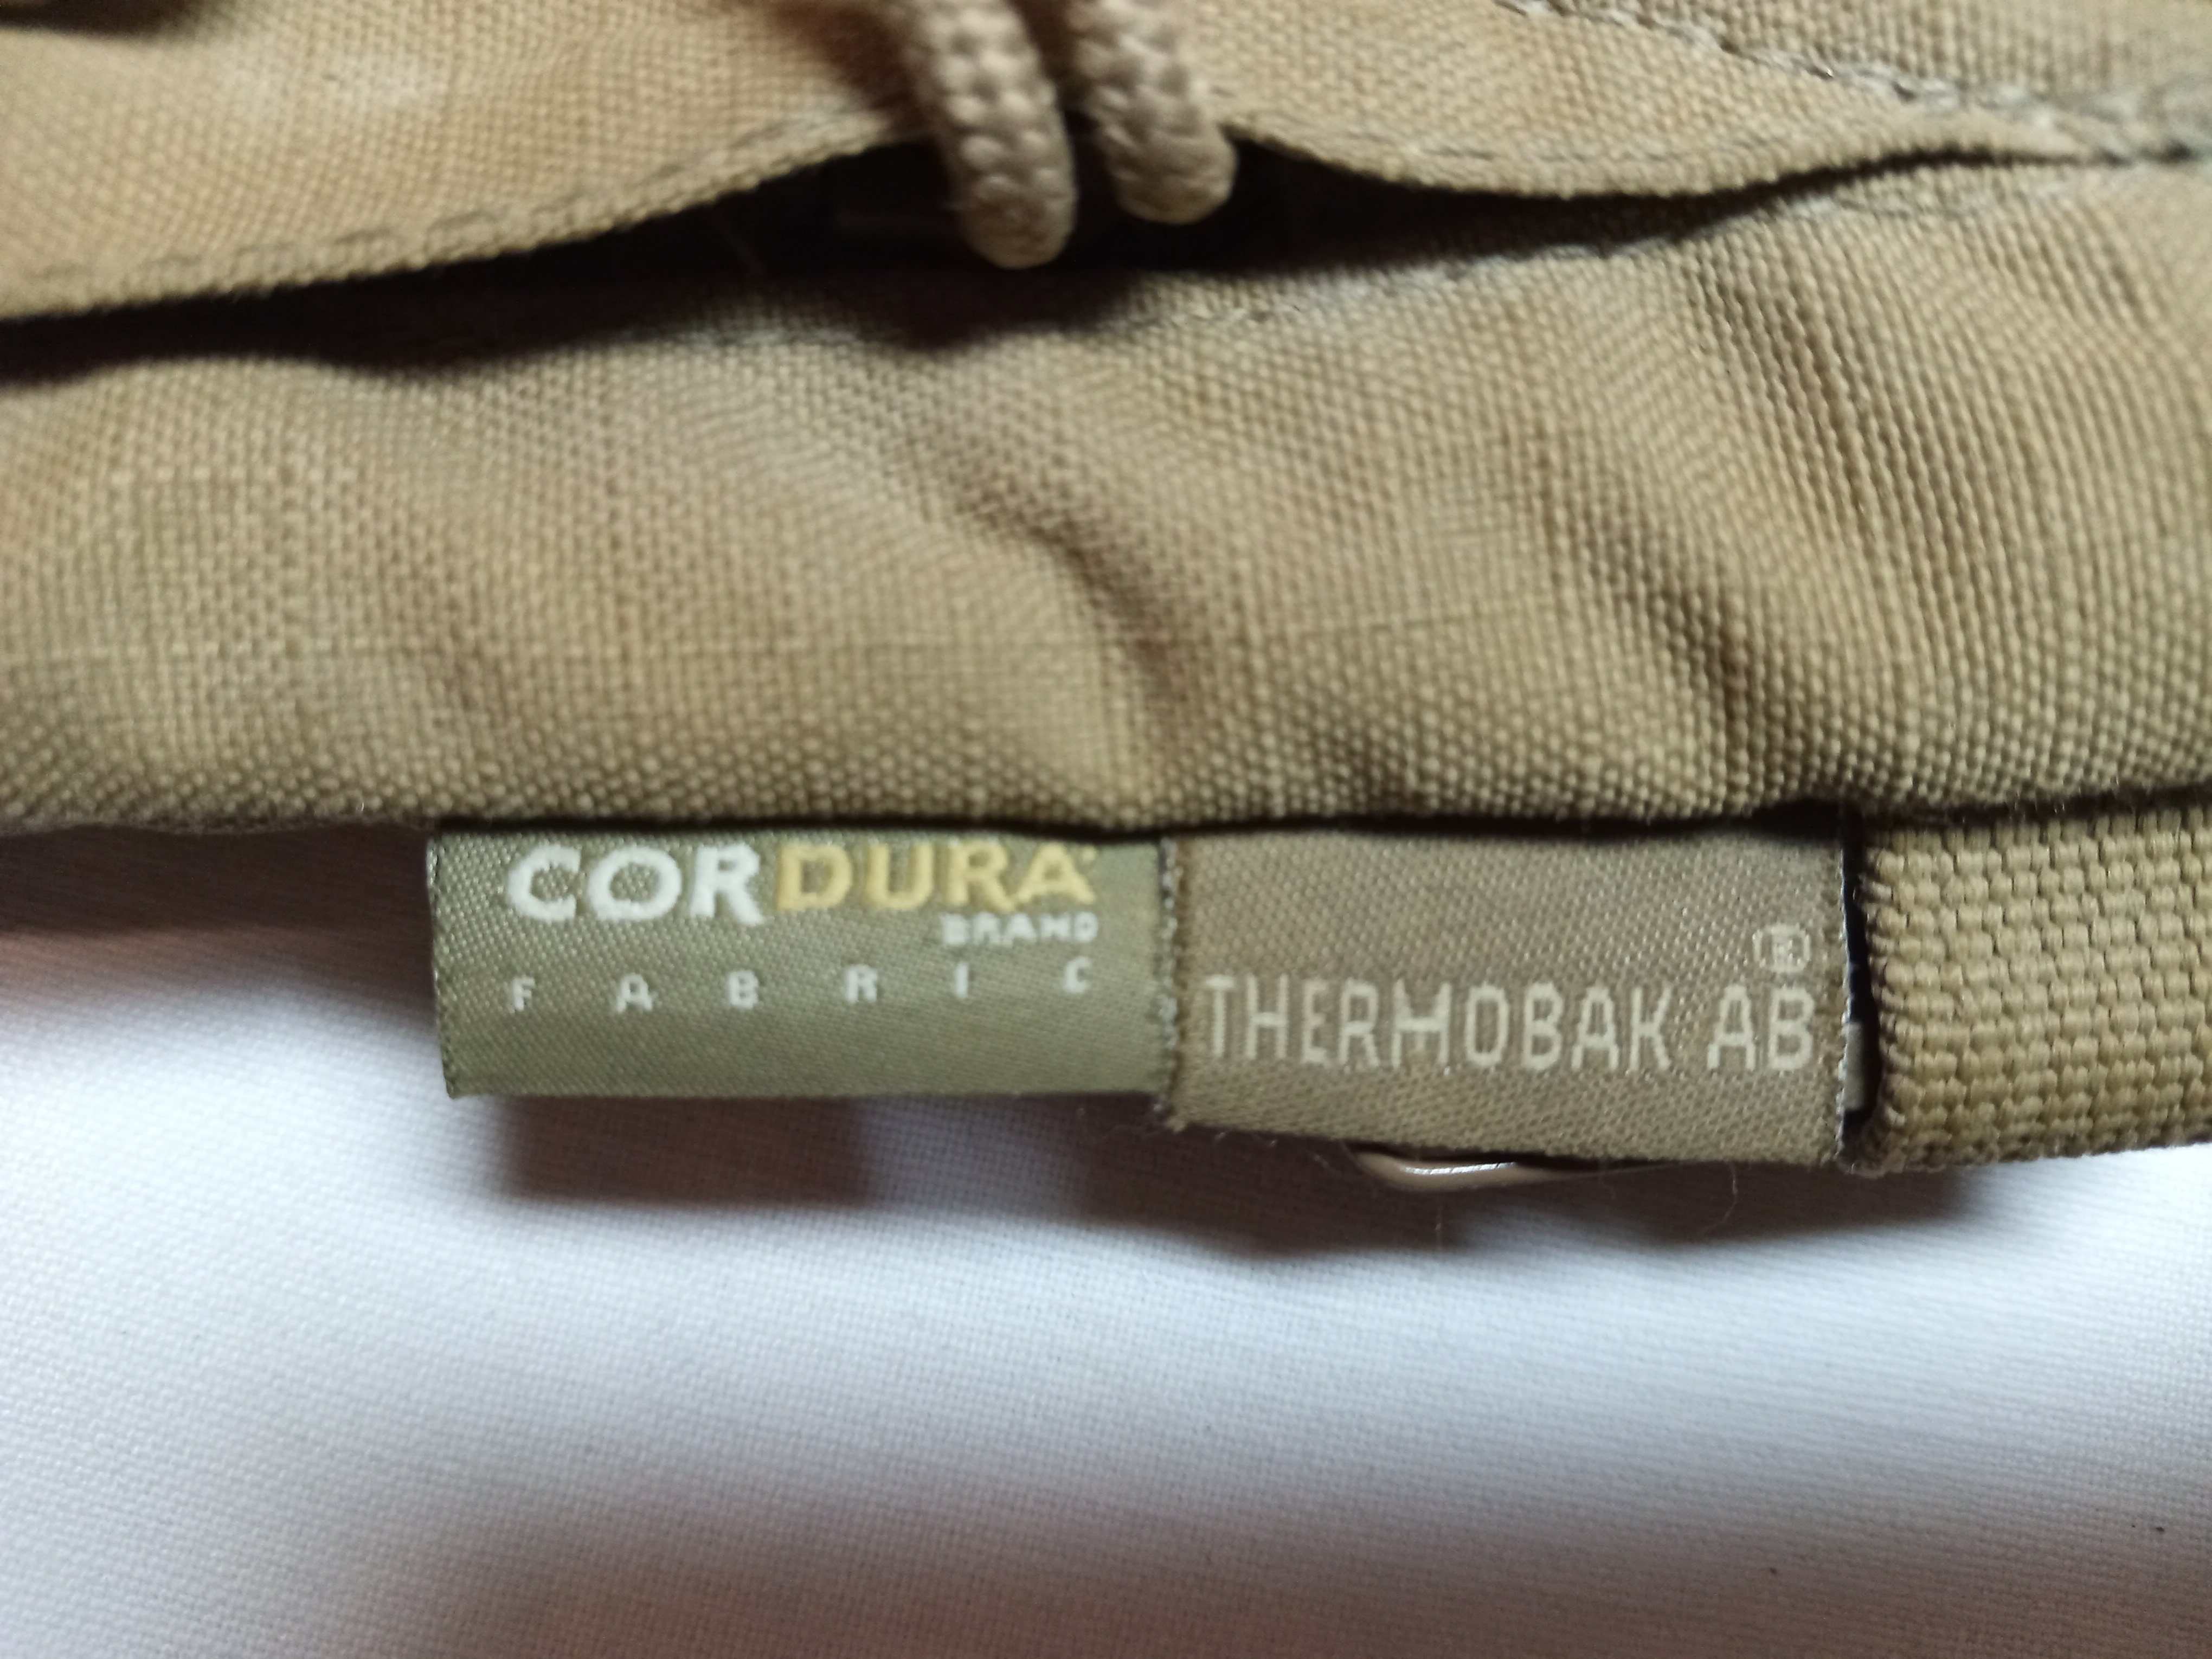 CORDURA®
BRAND
FABRIC
THERMOBAK AB®